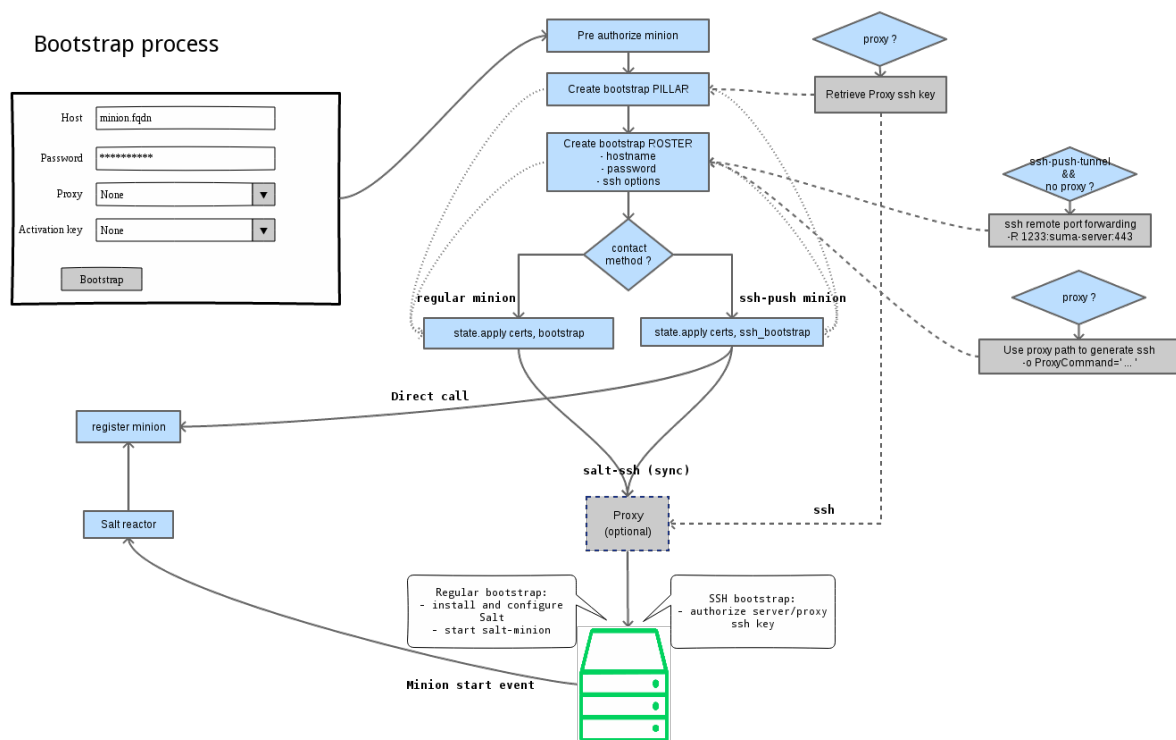 Bootstrap process
Host
minion.fqdn
Password
**********
Proxy
None
Activation key
None
Bootstrap
Pre authorize minion
Create bootstrap PILLAR
Create bootstrap ROSTER
- hostname
- password
- ssh options
contact
method ?
regular minion
ssh-push minion
state.apply certs, bootstrap
state.apply certs, ssh_bootstrap
proxy ?
Retrieve Proxy ssh key
ssh-push-tunnel
&&
no proxy ?
ssh remote port forwarding
-R 1233:suma-server:443
proxy ?
Use proxy path to generate ssh
-o ProxyCommand=' ... '
Direct call
register minion
Salt reactor
salt-ssh (sync)
Proxy
(optional)
ssh
Regular bootstrap:
- install and configure
Salt
- start salt-minion
SSH bootstrap:
- authorize server/proxy
ssh key
Minion start event